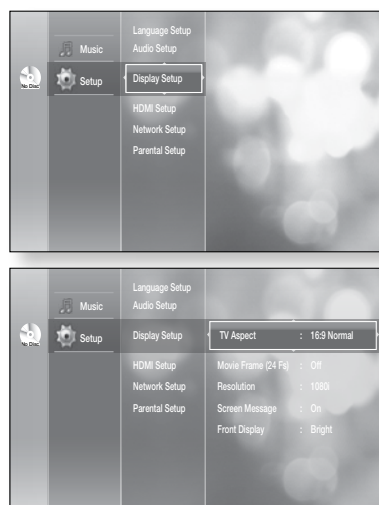 Language Setup
Music
Audio Setup
No Disc
Setup
Display Setup
HDMI Setup
Network Setup
Parental Setup
Language Setup
Music
Audio Setup
No Disc
Setup
Display Setup
TV Aspect : 16:9 Normal
HDMI Setup
Movie Frame (24 Fs) : Off
Network Setup
Resolution : 1080i
Parental Setup
Screen Message : On
Front Display : Bright